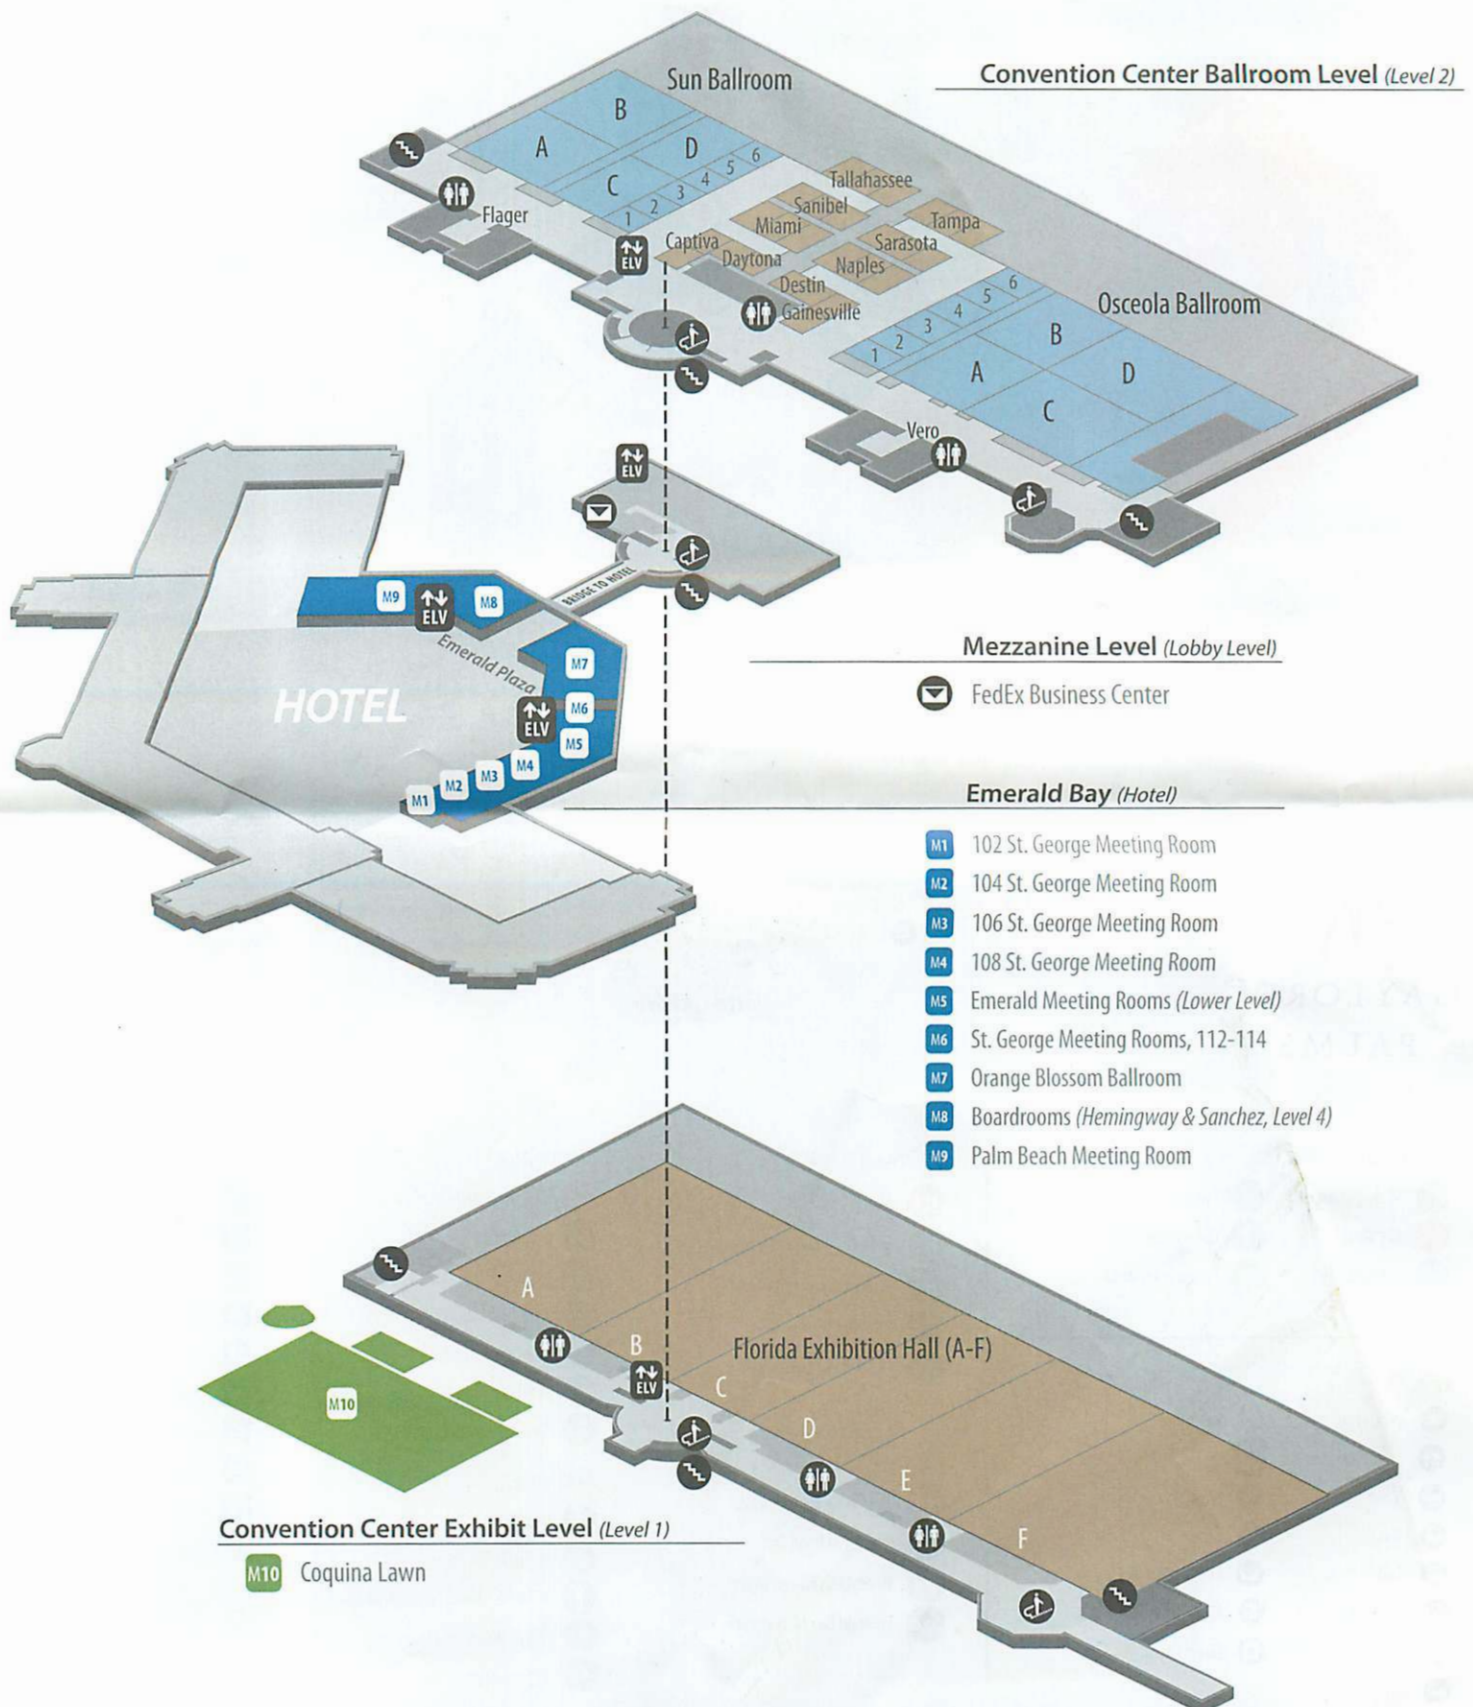 Convention Center Ballroom Level (Level 2)
Sun Ballroom
B
A
D
C
6
5
4
3
2
1
Flager
ELV
Tallahassee
Sanibel
Miami
Tampa
Captiva
Daytona
Sarasota
Naples
Destin
Gainesville
Osceola Ballroom
6
5
4
3
2
1
B
A
D
C
Vero
ELV
BRIDGE TO HOTEL
Mezzanine Level (Lobby Level)
FedEx Business Center
M9
ELV
M8
Emerald Plaza
HOTEL
M7
M6
ELV
M5
M4
M3
M2
M1
Emerald Bay (Hotel)
M1 102 St. George Meeting Room
M2 104 St. George Meeting Room
M3 106 St. George Meeting Room
M4 108 St. George Meeting Room
M5 Emerald Meeting Rooms (Lower Level)
M6 St. George Meeting Rooms, 112-114
M7 Orange Blossom Ballroom
M8 Boardrooms (Hemingway & Sanchez, Level 4)
M9 Palm Beach Meeting Room
A
B
ELV
C
D
E
F
Florida Exhibition Hall (A-F)
M10
Convention Center Exhibit Level (Level 1)
M10 Coquina Lawn